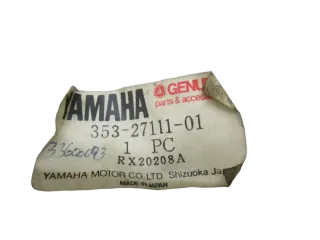 YAMAHA
GENU
parts & access
353-27111-01
1 PC
33600093
RX20208A
YAMAHA MOTOR CO., LTD. Shizuoka Ja
MADE IN JAPAN